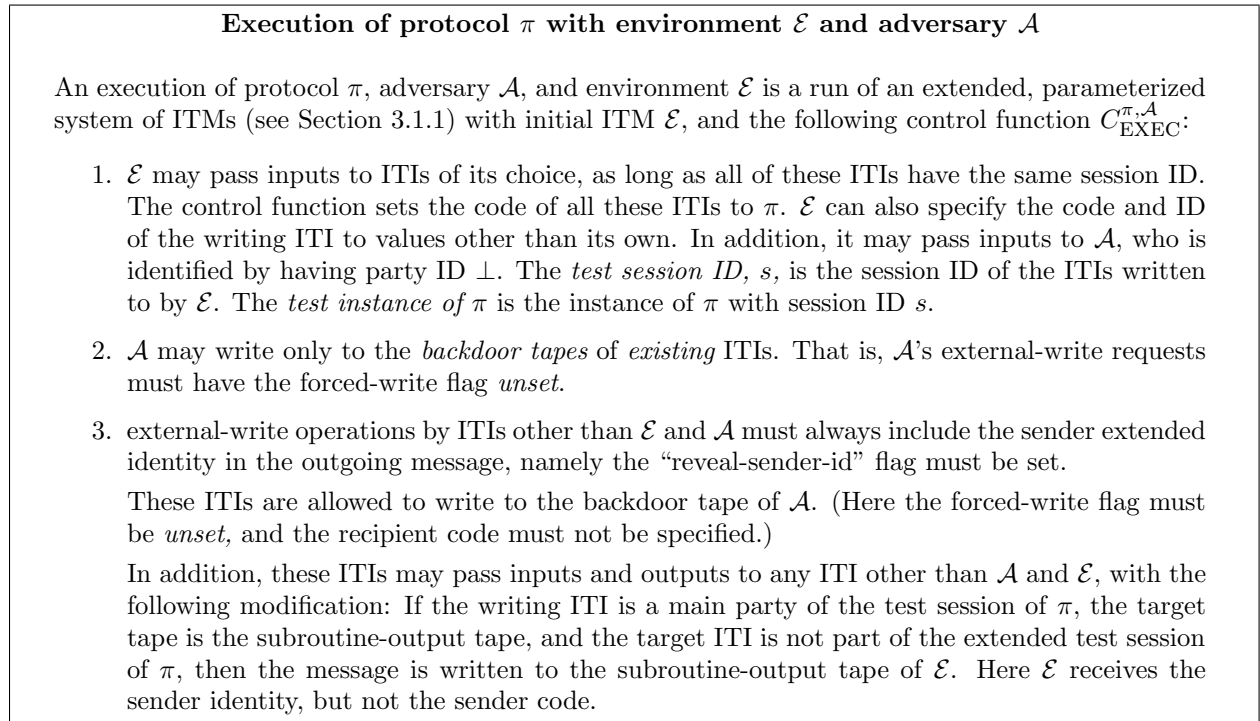 Execution of protocol π with environment ℰ and adversary 𝒜
An execution of protocol π, adversary 𝒜, and environment ℰ is a run of an extended, parameterized
system of ITMs (see Section 3.1.1) with initial ITM ℰ, and the following control function C^{π,𝒜}_{EXEC}:
1. ℰ may pass inputs to ITIs of its choice, as long as all of these ITIs have the same session ID.
The control function sets the code of all these ITIs to π. ℰ can also specify the code and ID
of the writing ITI to values other than its own. In addition, it may pass inputs to 𝒜, who is
identified by having party ID ⊥. The test session ID, s, is the session ID of the ITIs written
to by ℰ. The test instance of π is the instance of π with session ID s.
2. 𝒜 may write only to the backdoor tapes of existing ITIs. That is, 𝒜's external-write requests
must have the forced-write flag unset.
3. external-write operations by ITIs other than ℰ and 𝒜 must always include the sender extended
identity in the outgoing message, namely the “reveal-sender-id” flag must be set.
These ITIs are allowed to write to the backdoor tape of 𝒜. (Here the forced-write flag must
be unset, and the recipient code must not be specified.)
In addition, these ITIs may pass inputs and outputs to any ITI other than 𝒜 and ℰ, with the
following modification: If the writing ITI is a main party of the test session of π, the target
tape is the subroutine-output tape, and the target ITI is not part of the extended test session
of π, then the message is written to the subroutine-output tape of ℰ. Here ℰ receives the
sender identity, but not the sender code.